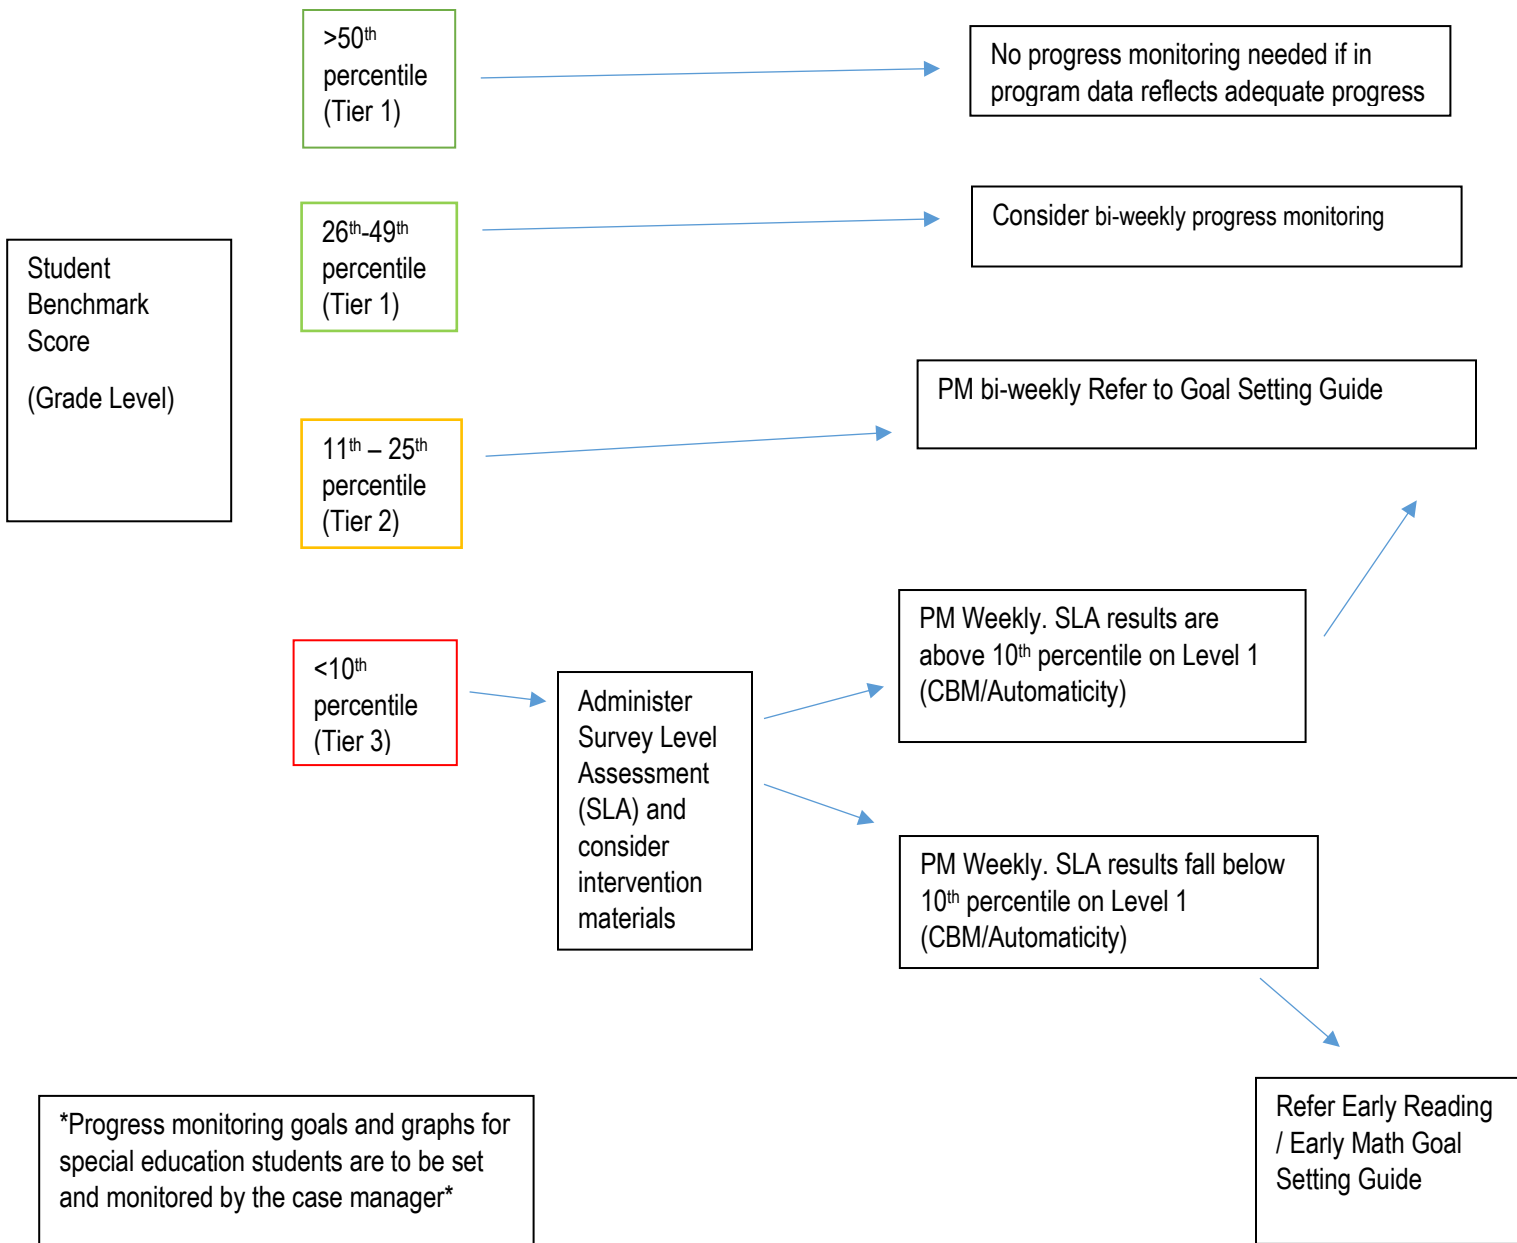 >50th
percentile
(Tier 1)
No progress monitoring needed if in
program data reflects adequate progress
26th-49th
percentile
(Tier 1)
Consider bi-weekly progress monitoring
Student
Benchmark
Score
(Grade Level)
11th – 25th
percentile
(Tier 2)
PM bi-weekly Refer to Goal Setting Guide
<10th
percentile
(Tier 3)
Administer
Survey Level
Assessment
(SLA) and
consider
intervention
materials
PM Weekly. SLA results are
above 10th percentile on Level 1
(CBM/Automaticity)
PM Weekly. SLA results fall below
10th percentile on Level 1
(CBM/Automaticity)
Refer Early Reading
/ Early Math Goal
Setting Guide
*Progress monitoring goals and graphs for
special education students are to be set
and monitored by the case manager*